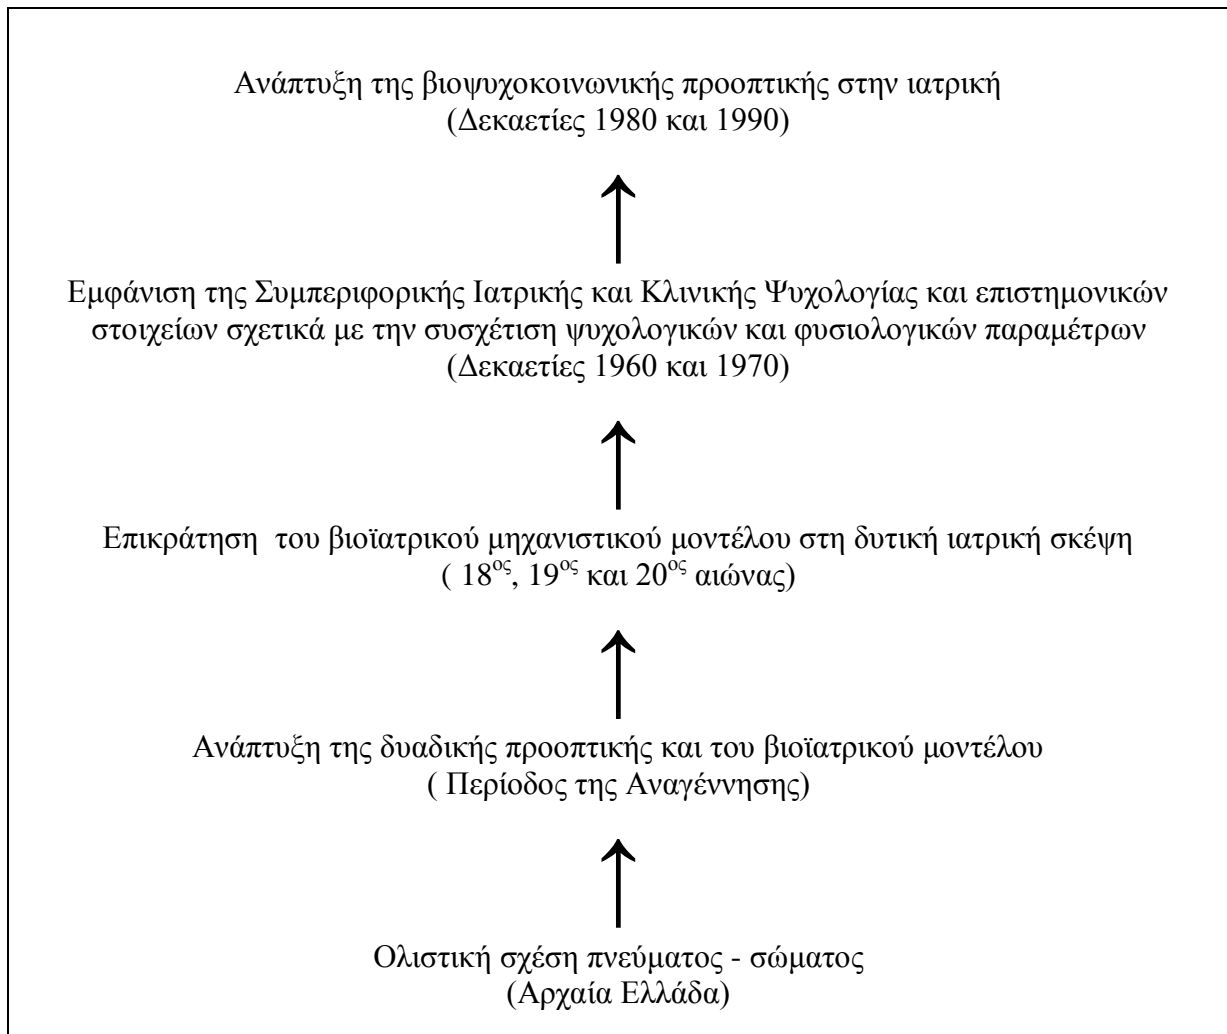 Ανάπτυξη της βιοψυχοκοινωνικής προοπτικής στην ιατρική
(Δεκαετίες 1980 και 1990)
Εμφάνιση της Συμπεριφορικής Ιατρικής και Κλινικής Ψυχολογίας και επιστημονικών
στοιχείων σχετικά με την συσχέτιση ψυχολογικών και φυσιολογικών παραμέτρων
(Δεκαετίες 1960 και 1970)
Επικράτηση του βιοϊατρικού μηχανιστικού μοντέλου στη δυτική ιατρική σκέψη
( 18ος, 19ος και 20ος αιώνας)
Ανάπτυξη της δυαδικής προοπτικής και του βιοϊατρικού μοντέλου
( Περίοδος της Αναγέννησης)
Ολιστική σχέση πνεύματος - σώματος
(Αρχαία Ελλάδα)